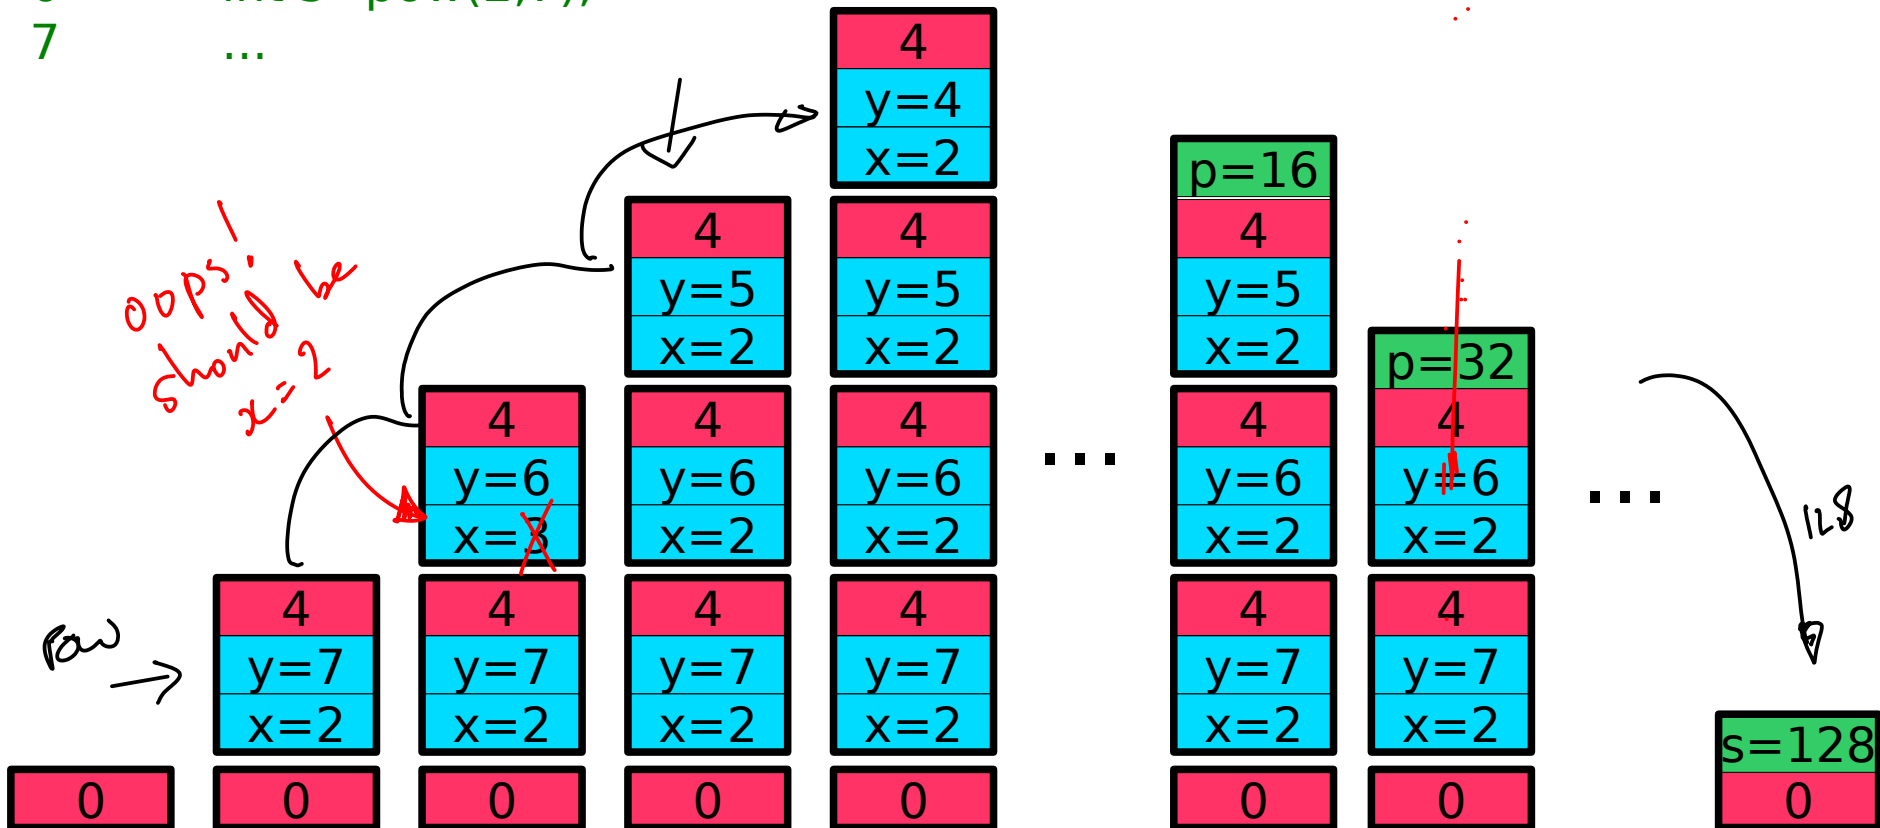 7 ...
4
y=4
x=2
4
y=5
x=2
4
y=5
x=2
p=16
4
y=5
x=2
oops!
should be
x=2
4
y=6
x=3
4
y=6
x=2
4
y=6
x=2
...
4
y=6
x=2
p=32
4
y=6
x=2
...
128
pow
4
y=7
x=2
4
y=7
x=2
4
y=7
x=2
4
y=7
x=2
4
y=7
x=2
4
y=7
x=2
s=128
0
0
0
0
0
0
0
0